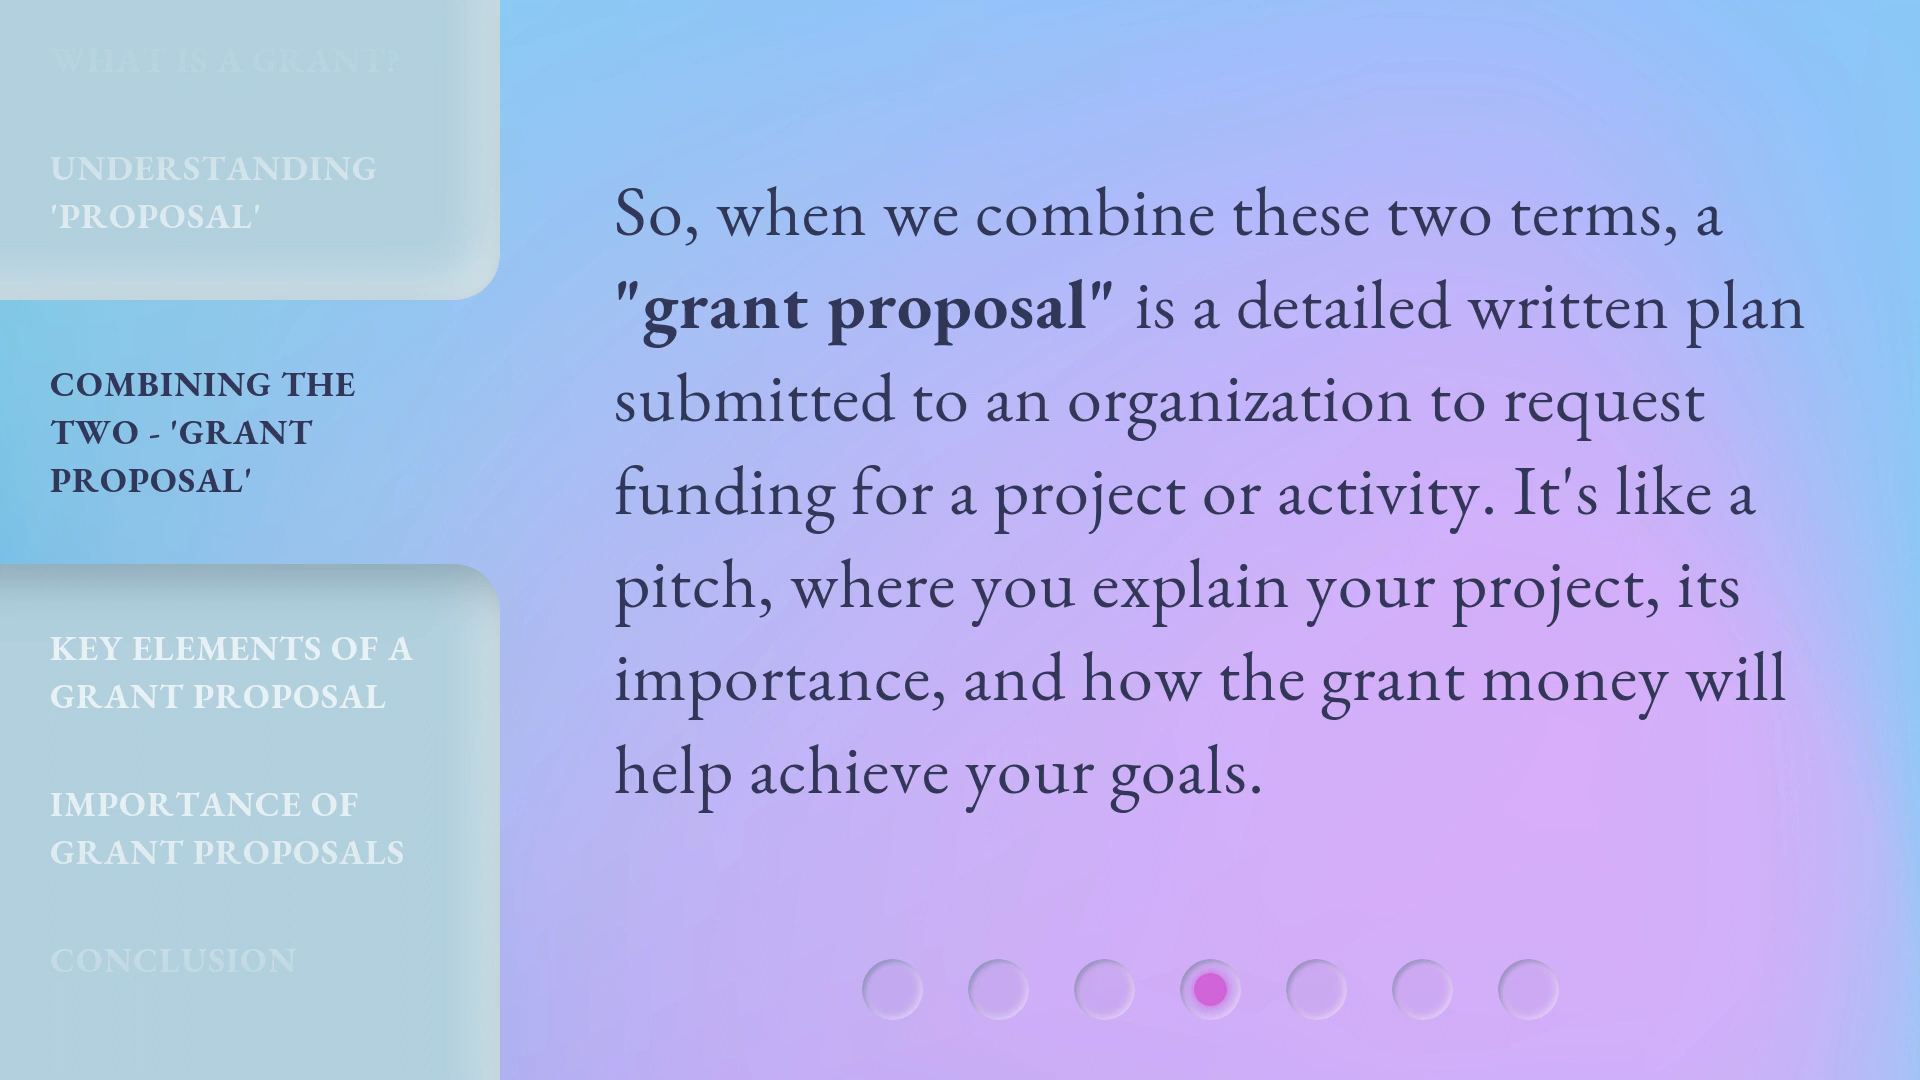 WHAT IS A GRANT?
UNDERSTANDING
'PROPOSAL'
COMBINING THE
TWO - 'GRANT
PROPOSAL'
KEY ELEMENTS OF A
GRANT PROPOSAL
IMPORTANCE OF
GRANT PROPOSALS
CONCLUSION
So, when we combine these two terms, a
"grant proposal" is a detailed written plan
submitted to an organization to request
funding for a project or activity. It's like a
pitch, where you explain your project, its
importance, and how the grant money will
help achieve your goals.